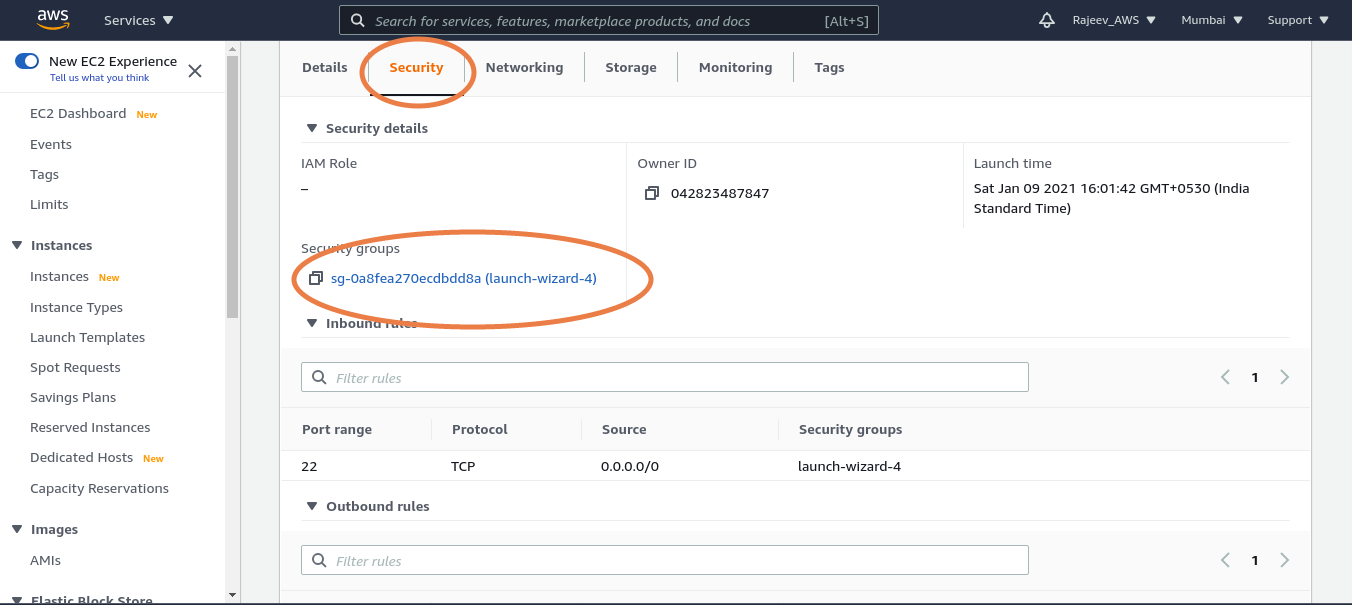 aws Services Search for services, features, marketplace products, and docs [Alt+S] Rajeev_AWS Mumbai Support
New EC2 Experience
Tell us what you think
EC2 Dashboard New
Events
Tags
Limits
Instances
Instances New
Instance Types
Launch Templates
Spot Requests
Savings Plans
Reserved Instances
Dedicated Hosts New
Capacity Reservations
Images
AMIs
Elastic Block Store
Details Security Networking Storage Monitoring Tags
Security details
IAM Role
–
Owner ID
042823487847
Launch time
Sat Jan 09 2021 16:01:42 GMT+0530 (India
Standard Time)
Security groups
sg-0a8fea270ecdbdd8a (launch-wizard-4)
Inbound rules
Filter rules 1
Port range Protocol Source Security groups
22 TCP 0.0.0.0/0 launch-wizard-4
Outbound rules
Filter rules 1